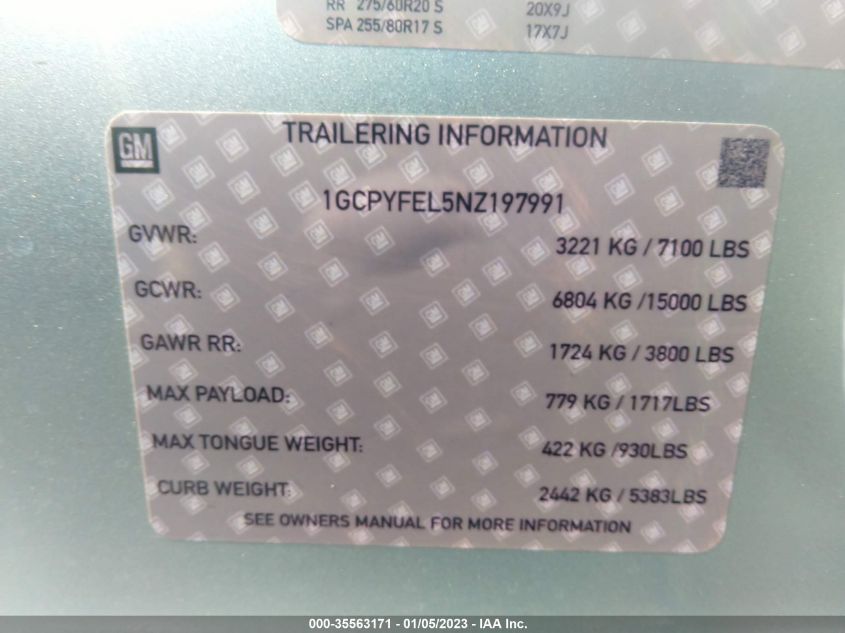 RR 275/60R20 S 20X9J
SPA 255/80R17 S 17X7J
GM
TRAILERING INFORMATION
1GCPYFEL5NZ197991
GVWR: 3221 KG / 7100 LBS
GCWR: 6804 KG /15000 LBS
GAWR RR: 1724 KG / 3800 LBS
MAX PAYLOAD: 779 KG / 1717LBS
MAX TONGUE WEIGHT: 422 KG /930LBS
CURB WEIGHT: 2442 KG / 5383LBS
SEE OWNERS MANUAL FOR MORE INFORMATION
000-35563171 - 01/05/2023 - IAA Inc.